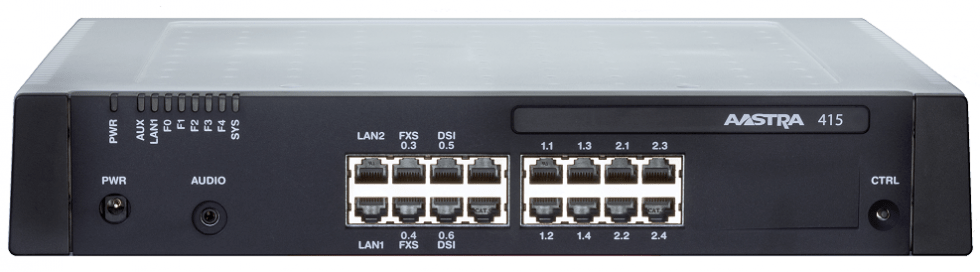 PWR AUX LAN1 F0 F1 F2 F3 F4 SYS
AASTRA 415
LAN2 FXS DSI
0.3 0.5
1.1 1.3 2.1 2.3
PWR AUDIO CTRL
0.4 0.6
LAN1 FXS DSI
1.2 1.4 2.2 2.4